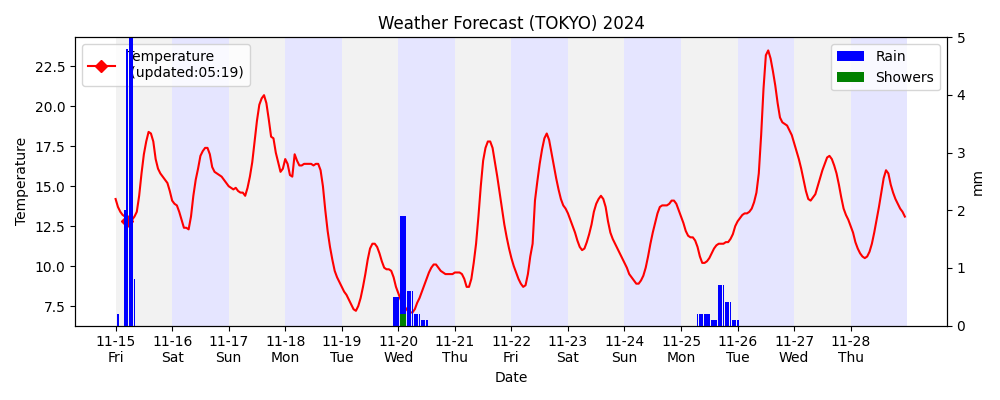 Weather Forecast (TOKYO) 2024
Temperature
(updated:05:19)
Rain
Showers
Temperature
22.5
20.0
17.5
15.0
12.5
10.0
7.5
5
4
3
2
1
0
mm
11-15 11-16 11-17 11-18 11-19 11-20 11-21 11-22 11-23 11-24 11-25 11-26 11-27 11-28
Fri Sat Sun Mon Tue Wed Thu Fri Sat Sun Mon Tue Wed Thu
Date